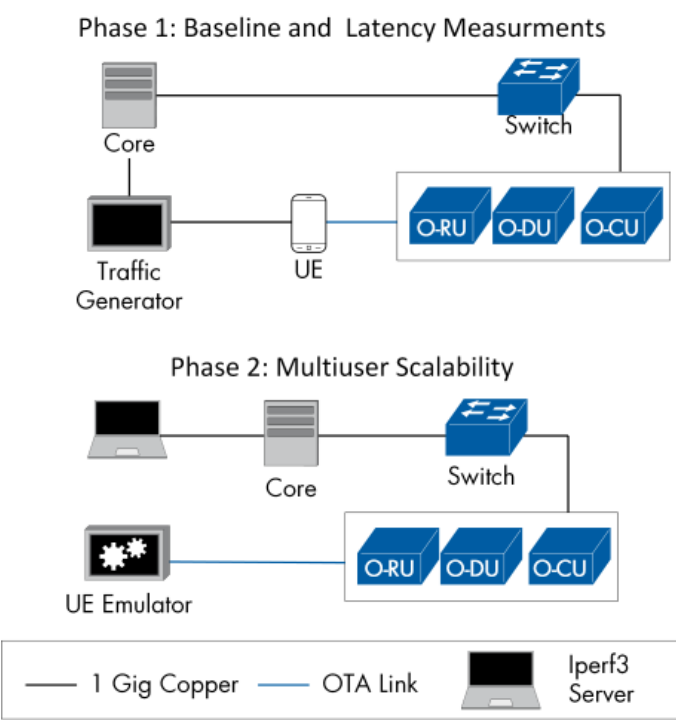 Phase 1: Baseline and Latency Measurments
Core
Switch
O-RU O-DU O-CU
Traffic
Generator
UE
Phase 2: Multiuser Scalability
Core
Switch
O-RU O-DU O-CU
UE Emulator
1 Gig Copper
OTA Link
Iperf3
Server